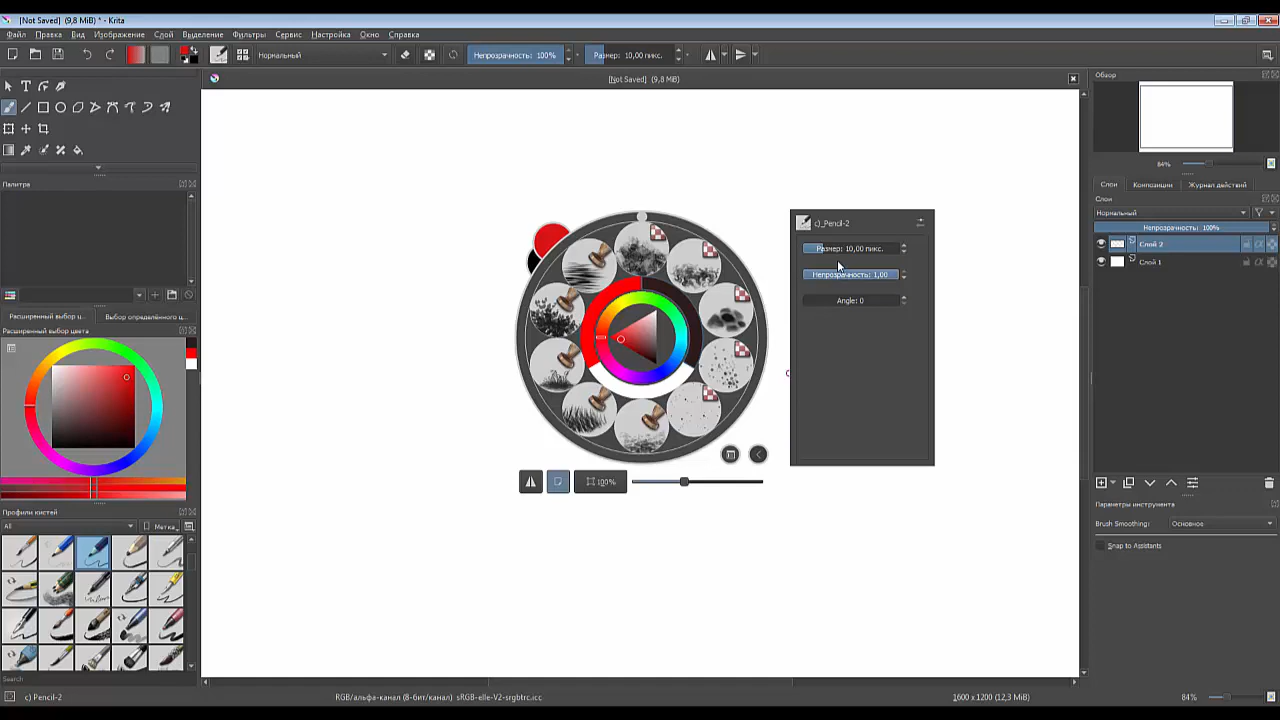 [Not Saved] (9,8 MiB) * - Krita
Файл Правка Вид Изображение Слой Выделение Фильтры Сервис Настройка Окно Справка
Нормальный Непрозрачность: 100% Размер: 10,00 пикс.
[Not Saved] (9,8 MiB)
Обзор
84%
Палитра
Слои Композиции Журнал действий
Слои
Нормальный
Непрозрачность: 100%
Слой 2
Слой 1
c)_Pencil-2
Размер: 10,00 пикс.
Непрозрачность: 1,00
Angle: 0
Расширенный выбор ц... Выбор определённого ц...
Расширенный выбор цвета
100%
Параметры инструмента
Brush Smoothing: Основное
Snap to Assistants
Профили кистей
All Метка
Search
c) Pencil-2
RGB/альфа-канал (8-бит/канал) sRGB-elle-V2-srgbtrc.icc
1600 x 1200 (12,3 MiB)
84%